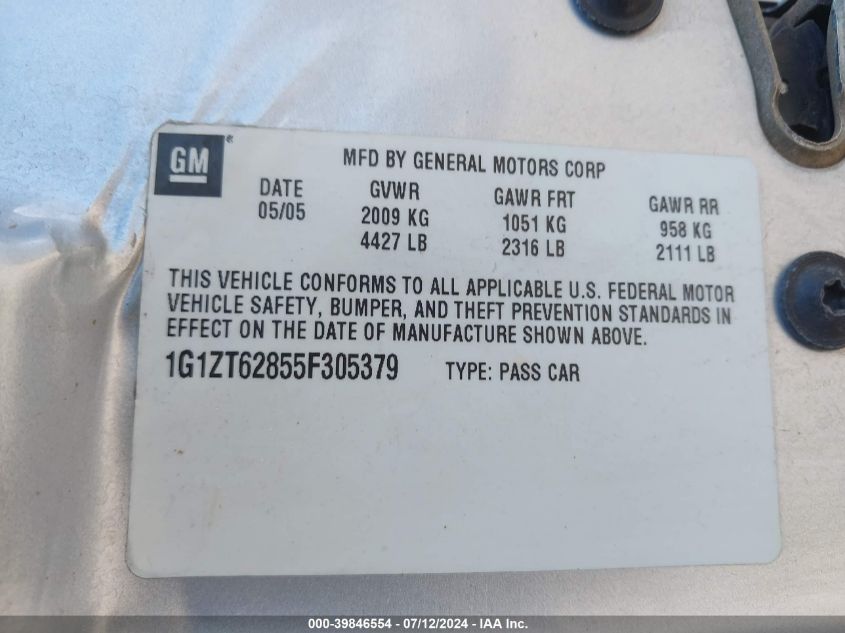 GM
MFD BY GENERAL MOTORS CORP
DATE GVWR GAWR FRT GAWR RR
05/05 2009 KG 1051 KG 958 KG
4427 LB 2316 LB 2111 LB
THIS VEHICLE CONFORMS TO ALL APPLICABLE U.S. FEDERAL MOTOR
VEHICLE SAFETY, BUMPER, AND THEFT PREVENTION STANDARDS IN
EFFECT ON THE DATE OF MANUFACTURE SHOWN ABOVE.
1G1ZT62855F305379 TYPE: PASS CAR
000-39846554 - 07/12/2024 - IAA Inc.